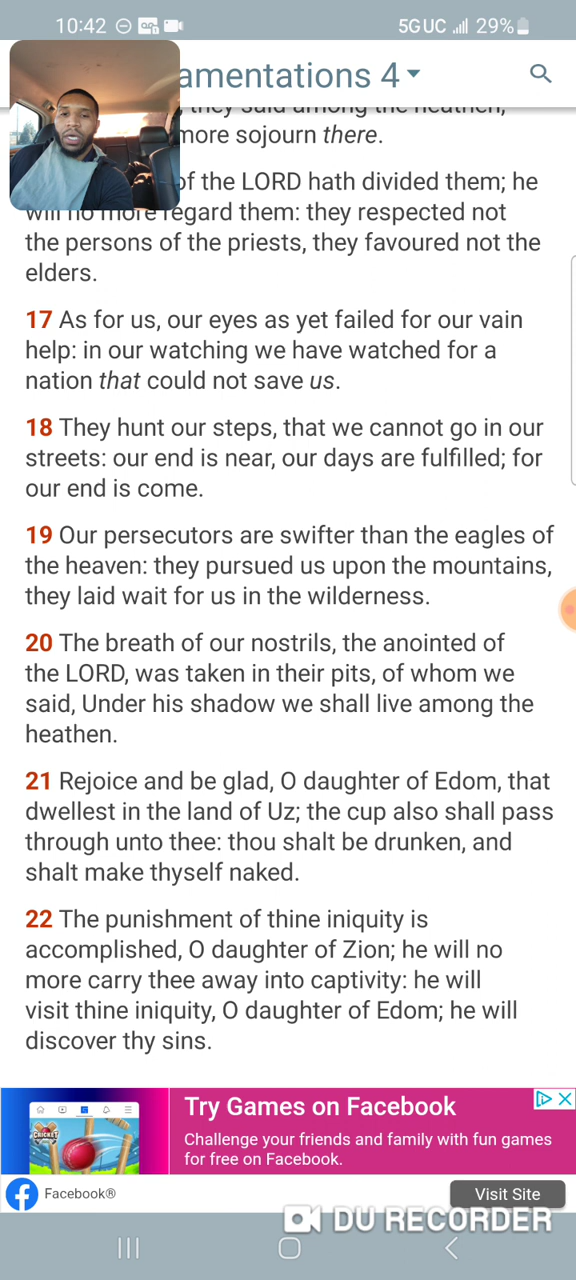 10:42
5GUC 29%
amentations 4
they said among the heathen,
more sojourn there.
of the LORD hath divided them; he
will no more regard them: they respected not
the persons of the priests, they favoured not the
elders.
17 As for us, our eyes as yet failed for our vain
help: in our watching we have watched for a
nation that could not save us.
18 They hunt our steps, that we cannot go in our
streets: our end is near, our days are fulfilled; for
our end is come.
19 Our persecutors are swifter than the eagles of
the heaven: they pursued us upon the mountains,
they laid wait for us in the wilderness.
20 The breath of our nostrils, the anointed of
the LORD, was taken in their pits, of whom we
said, Under his shadow we shall live among the
heathen.
21 Rejoice and be glad, O daughter of Edom, that
dwellest in the land of Uz; the cup also shall pass
through unto thee: thou shalt be drunken, and
shalt make thyself naked.
22 The punishment of thine iniquity is
accomplished, O daughter of Zion; he will no
more carry thee away into captivity: he will
visit thine iniquity, O daughter of Edom; he will
discover thy sins.
CRICKET
Try Games on Facebook
Challenge your friends and family with fun games
for free on Facebook.
Facebook®
Visit Site
DU RECORDER